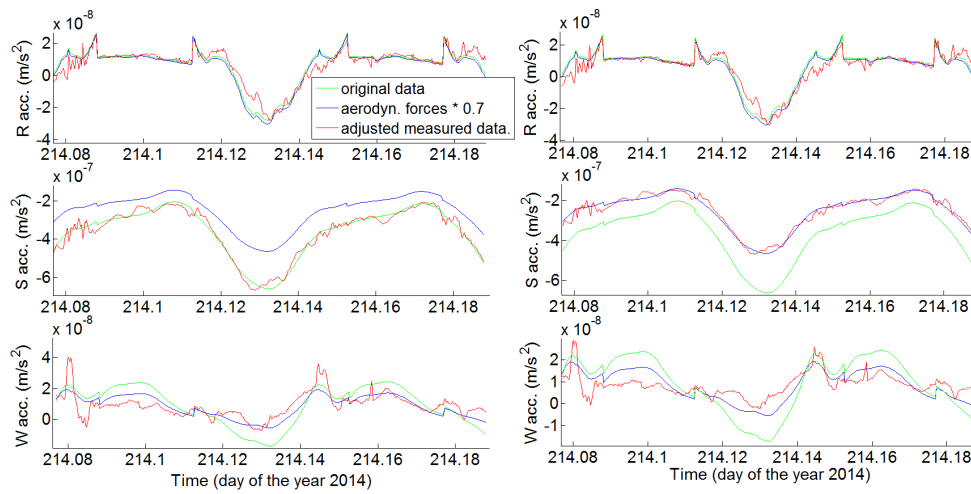 x 10^-8
2
0
-2
-4
R acc. (m/s^2)
214.08 214.1 214.12 214.14 214.16 214.18
original data
aerodyn. forces * 0.7
adjusted measured data.
x 10^-7
-2
-4
-6
S acc. (m/s^2)
214.08 214.1 214.12 214.14 214.16 214.18
x 10^-8
4
2
0
W acc. (m/s^2)
214.08 214.1 214.12 214.14 214.16 214.18
Time (day of the year 2014)
x 10^-8
2
0
-2
-4
R acc. (m/s^2)
214.08 214.1 214.12 214.14 214.16 214.18
x 10^-7
-2
-4
-6
S acc. (m/s^2)
214.08 214.1 214.12 214.14 214.16 214.18
x 10^-8
2
1
0
-1
W acc. (m/s^2)
214.08 214.1 214.12 214.14 214.16 214.18
Time (day of the year 2014)